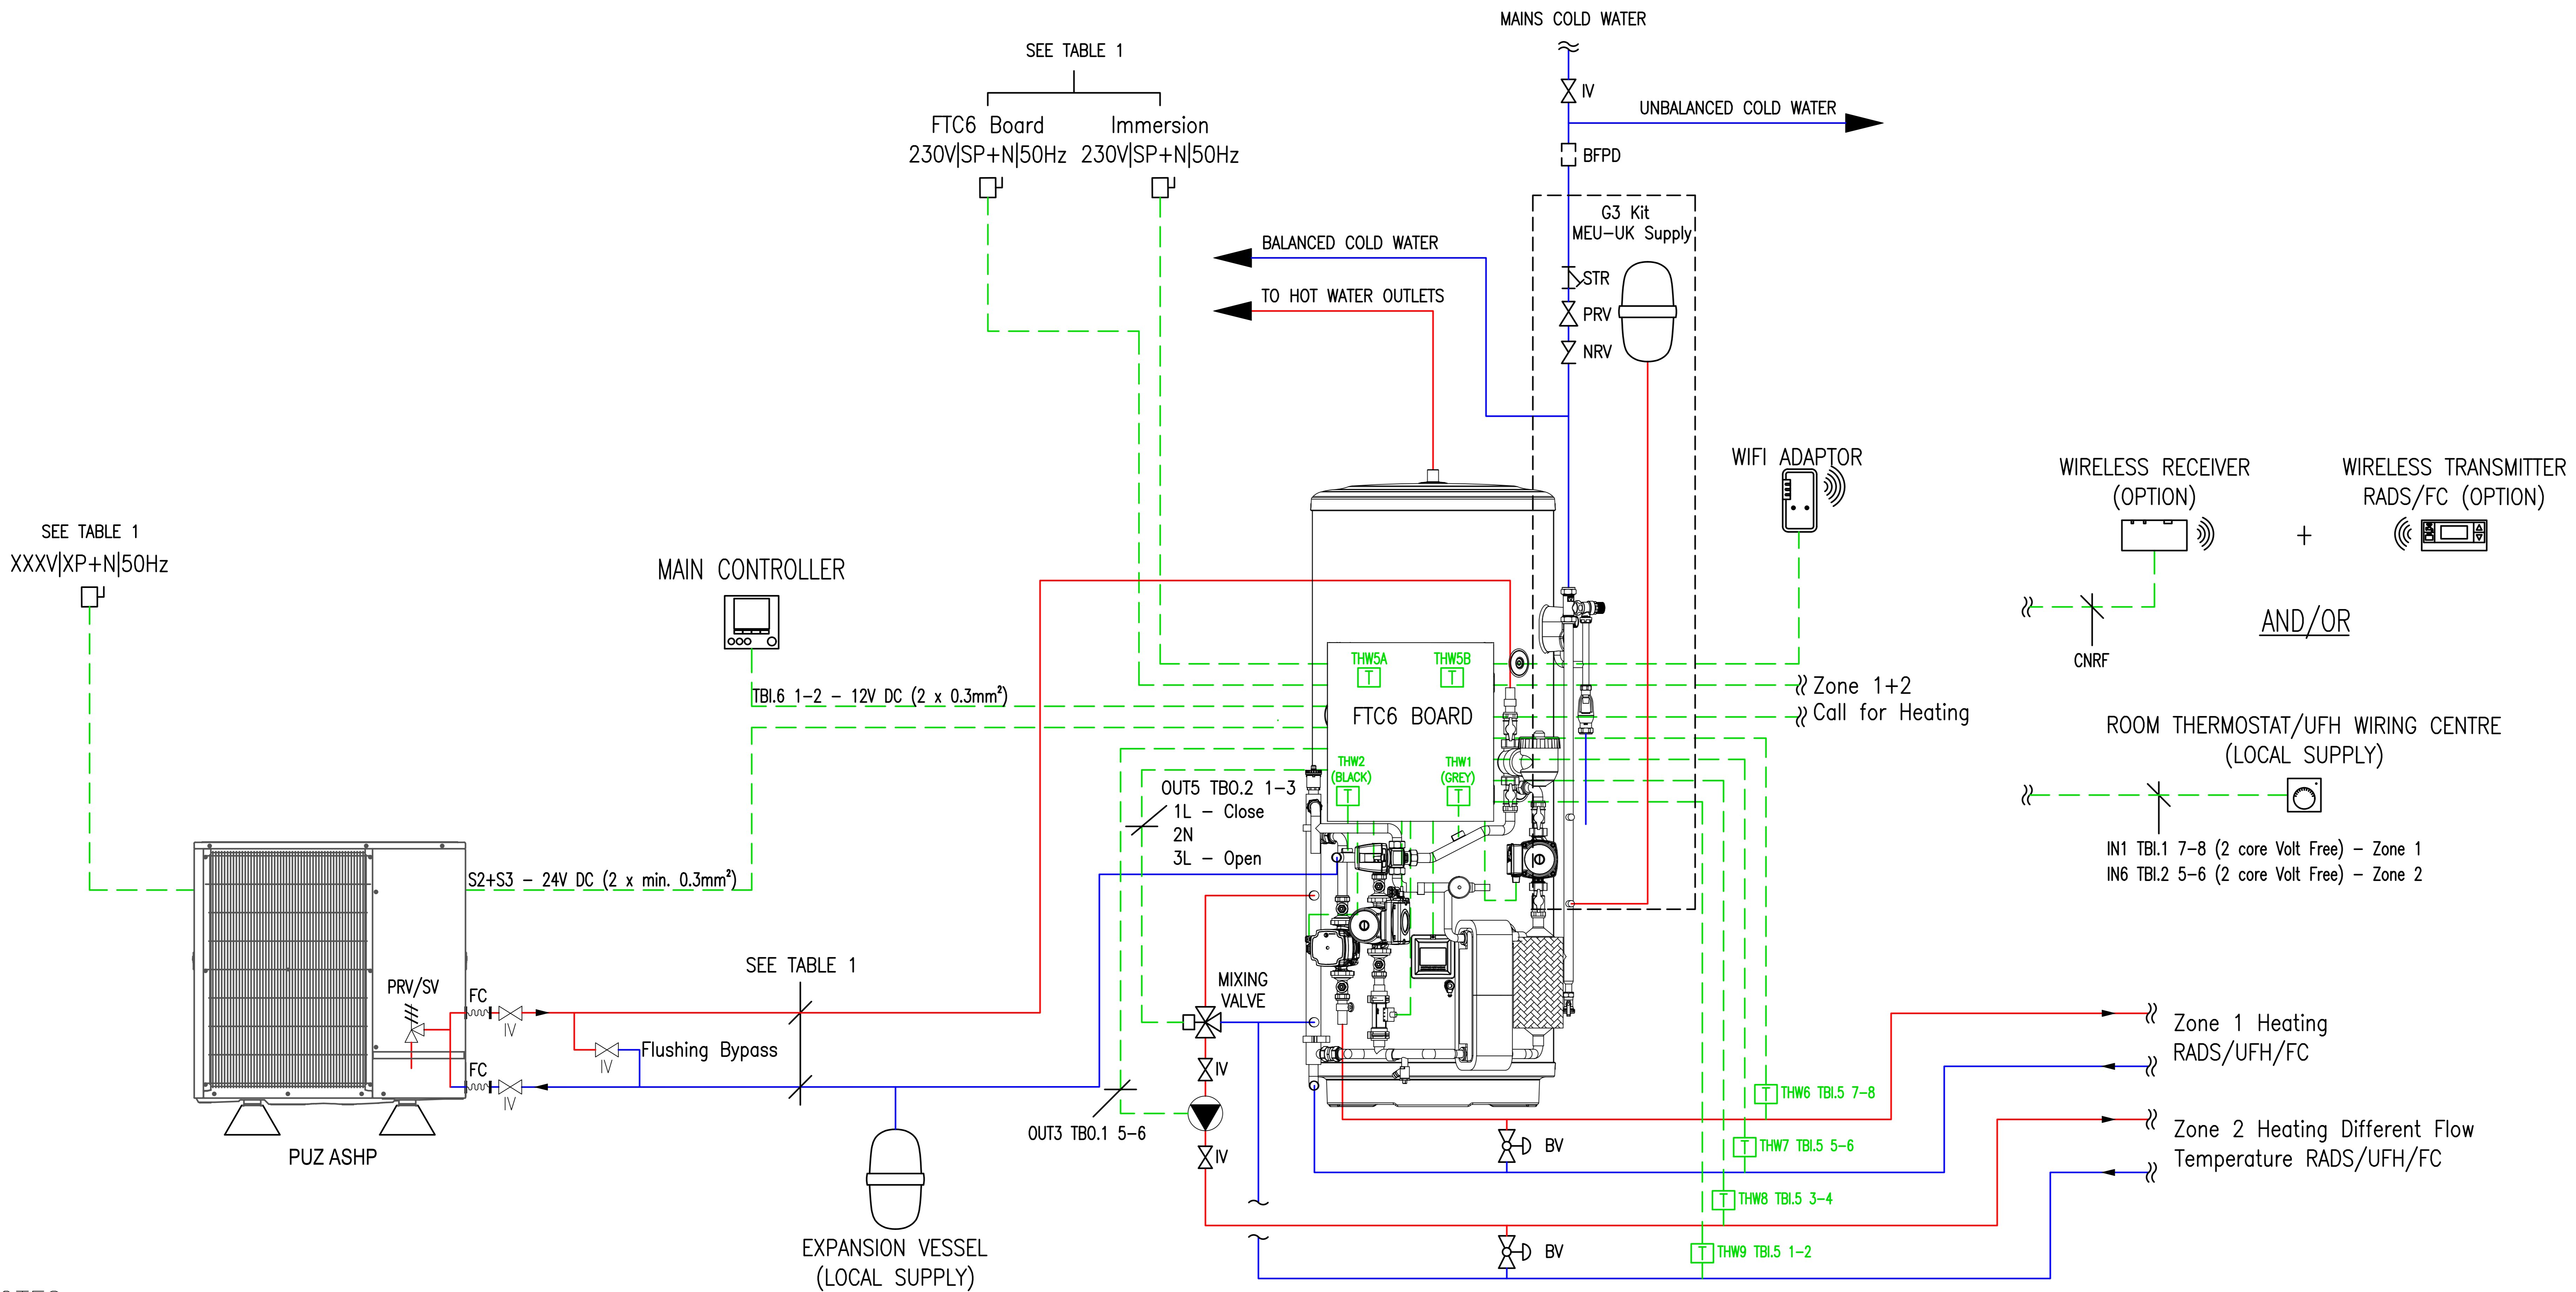 MAINS COLD WATER
SEE TABLE 1
IV
UNBALANCED COLD WATER
FTC6 Board
230V|SP+N|50Hz
Immersion
230V|SP+N|50Hz
BFPD
G3 Kit
MEU-UK Supply
BALANCED COLD WATER
STR
TO HOT WATER OUTLETS
PRV
NRV
WIFI ADAPTOR
WIRELESS RECEIVER
(OPTION)
WIRELESS TRANSMITTER
RADS/FC (OPTION)
+
SEE TABLE 1
XXXV|XP+N|50Hz
MAIN CONTROLLER
AND/OR
CNRF
THW5A
THW5B
TBI.6 1-2 - 12V DC (2 x 0.3mm²)
FTC6 BOARD
Zone 1+2
Call for Heating
ROOM THERMOSTAT/UFH WIRING CENTRE
(LOCAL SUPPLY)
THW2
(BLACK)
THW1
(GREY)
OUT5 TBO.2 1-3
1L - Close
2N
3L - Open
IN1 TBI.1 7-8 (2 core Volt Free) - Zone 1
IN6 TBI.2 5-6 (2 core Volt Free) - Zone 2
S2+S3 - 24V DC (2 x min. 0.3mm²)
SEE TABLE 1
MIXING
VALVE
PRV/SV
FC
IV
Flushing Bypass
IV
FC
IV
IV
Zone 1 Heating
RADS/UFH/FC
THW6 TBI.5 7-8
OUT3 TBO.1 5-6
PUZ ASHP
IV
BV
THW7 TBI.5 5-6
Zone 2 Heating Different Flow
Temperature RADS/UFH/FC
THW8 TBI.5 3-4
EXPANSION VESSEL
(LOCAL SUPPLY)
BV
THW9 TBI.5 1-2